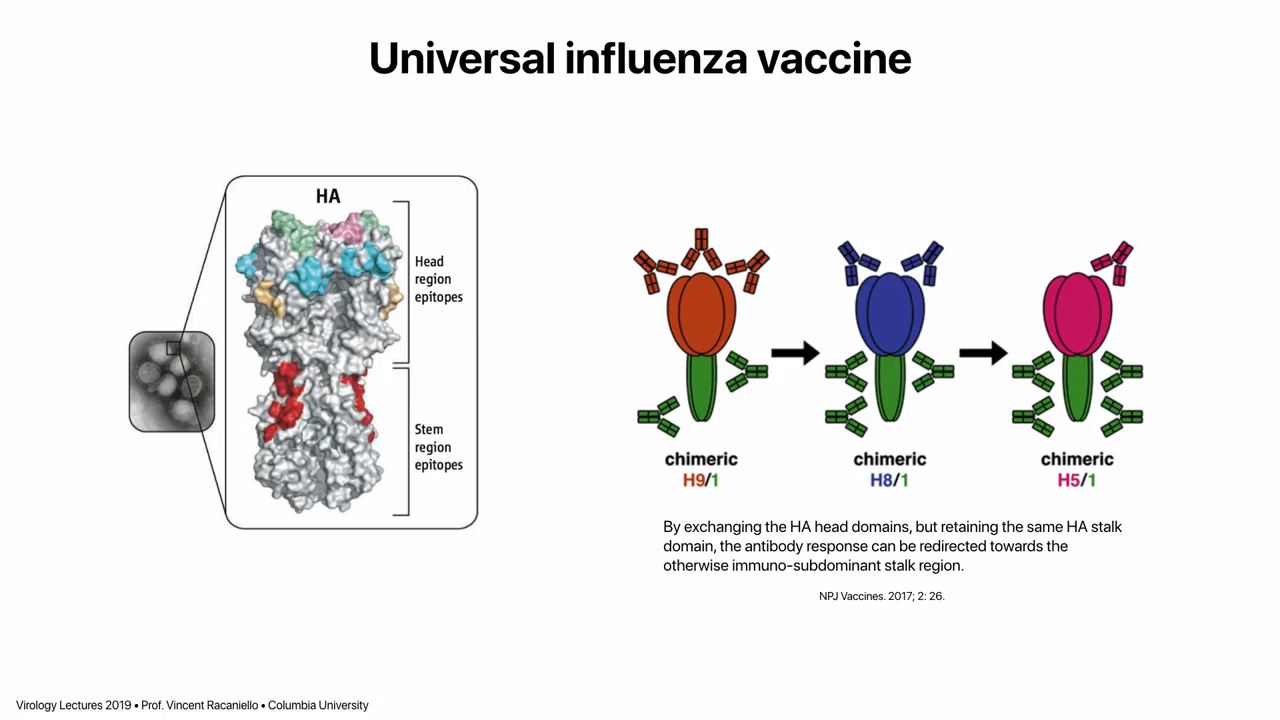 Universal influenza vaccine
HA
Head
region
epitopes
Stem
region
epitopes
chimeric
H9/1
chimeric
H8/1
chimeric
H5/1
By exchanging the HA head domains, but retaining the same HA stalk
domain, the antibody response can be redirected towards the
otherwise immuno-subdominant stalk region.
NPJ Vaccines. 2017; 2: 26.
Virology Lectures 2019 • Prof. Vincent Racaniello • Columbia University